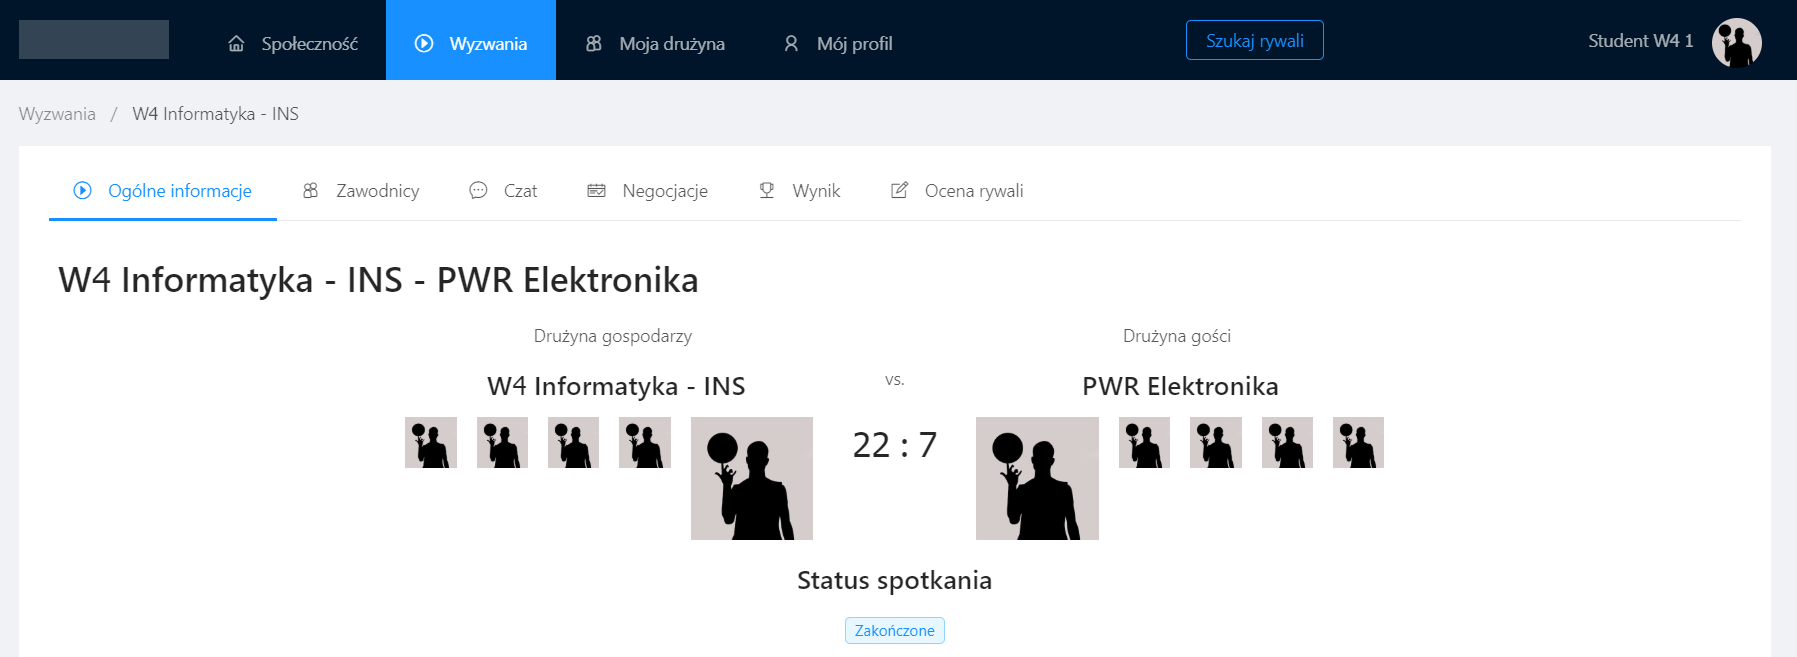 Społeczność Wyzwania Moja drużyna Mój profil Szukaj rywali Student W4 1
Wyzwania / W4 Informatyka - INS
Ogólne informacje Zawodnicy Czat Negocjacje Wynik Ocena rywali
W4 Informatyka - INS - PWR Elektronika
Drużyna gospodarzy Drużyna gości
W4 Informatyka - INS vs. PWR Elektronika
22 : 7
Status spotkania
Zakończone